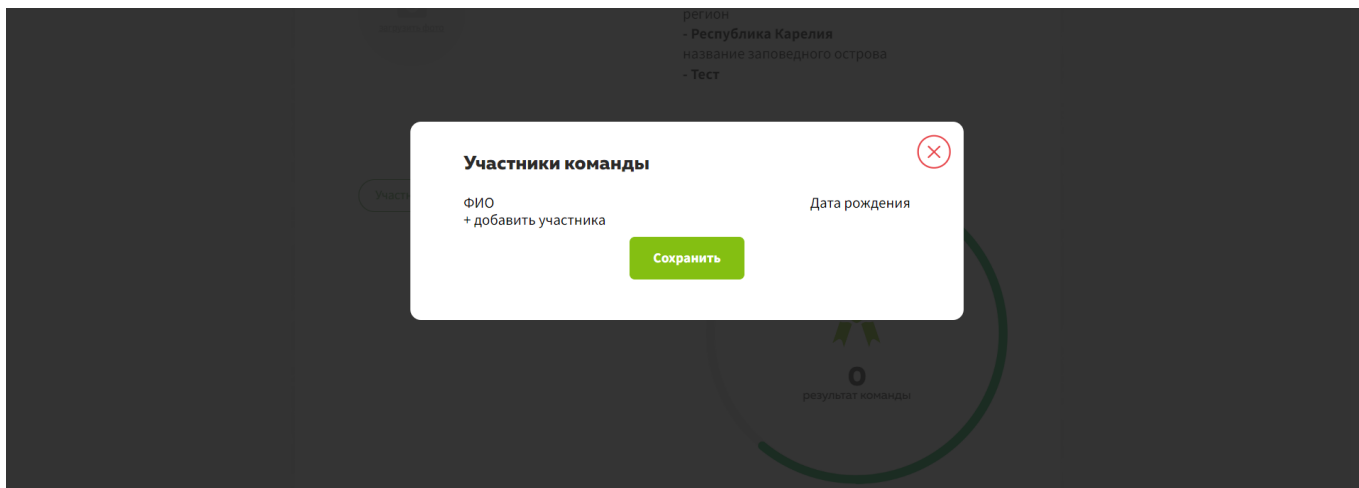 регион
- Республика Карелия
название заповедного острова
- Тест
Участники команды
ФИО
Дата рождения
+ добавить участника
Сохранить
0
результат команды